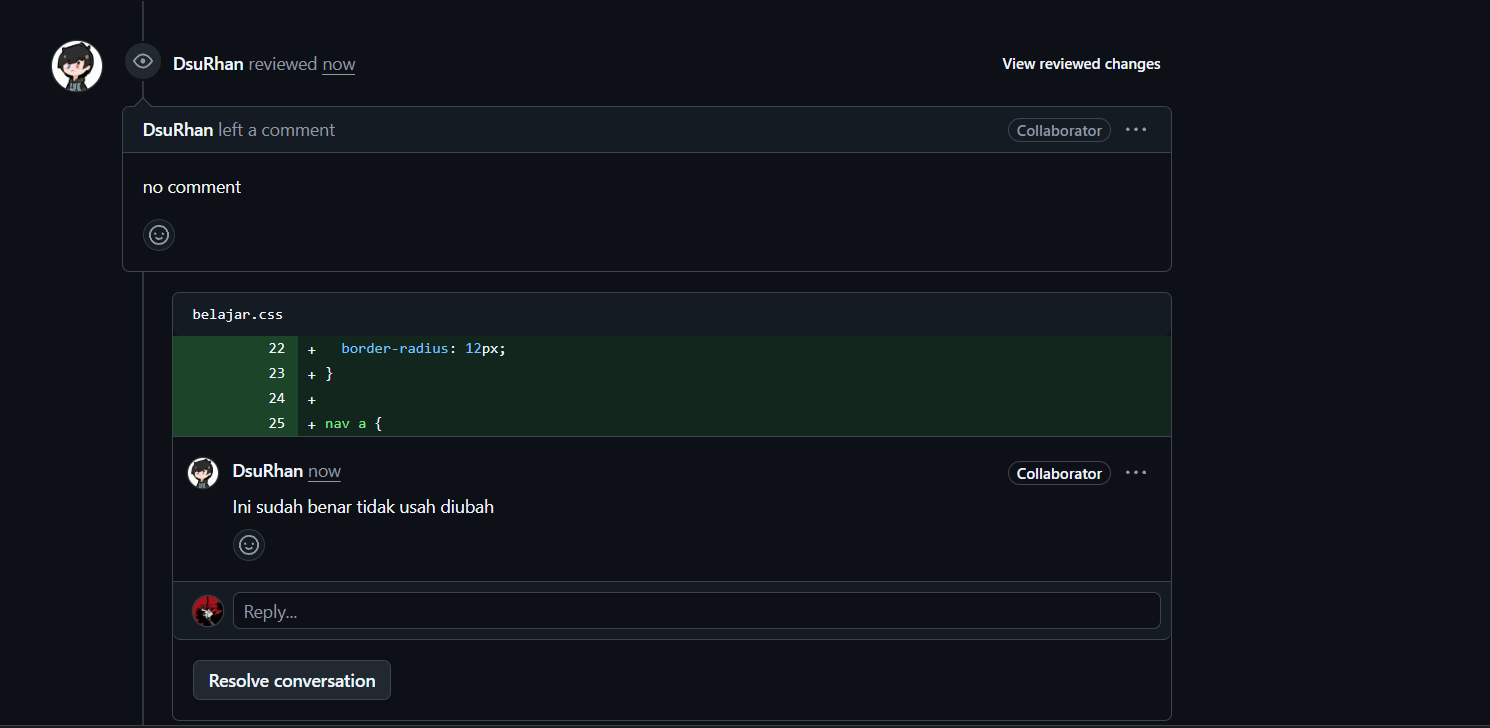 DsuRhan reviewed now
View reviewed changes
DsuRhan left a comment
Collaborator
no comment
belajar.css
22 + border-radius: 12px;
23 + }
24 +
25 + nav a {
DsuRhan now
Collaborator
Ini sudah benar tidak usah diubah
Reply...
Resolve conversation